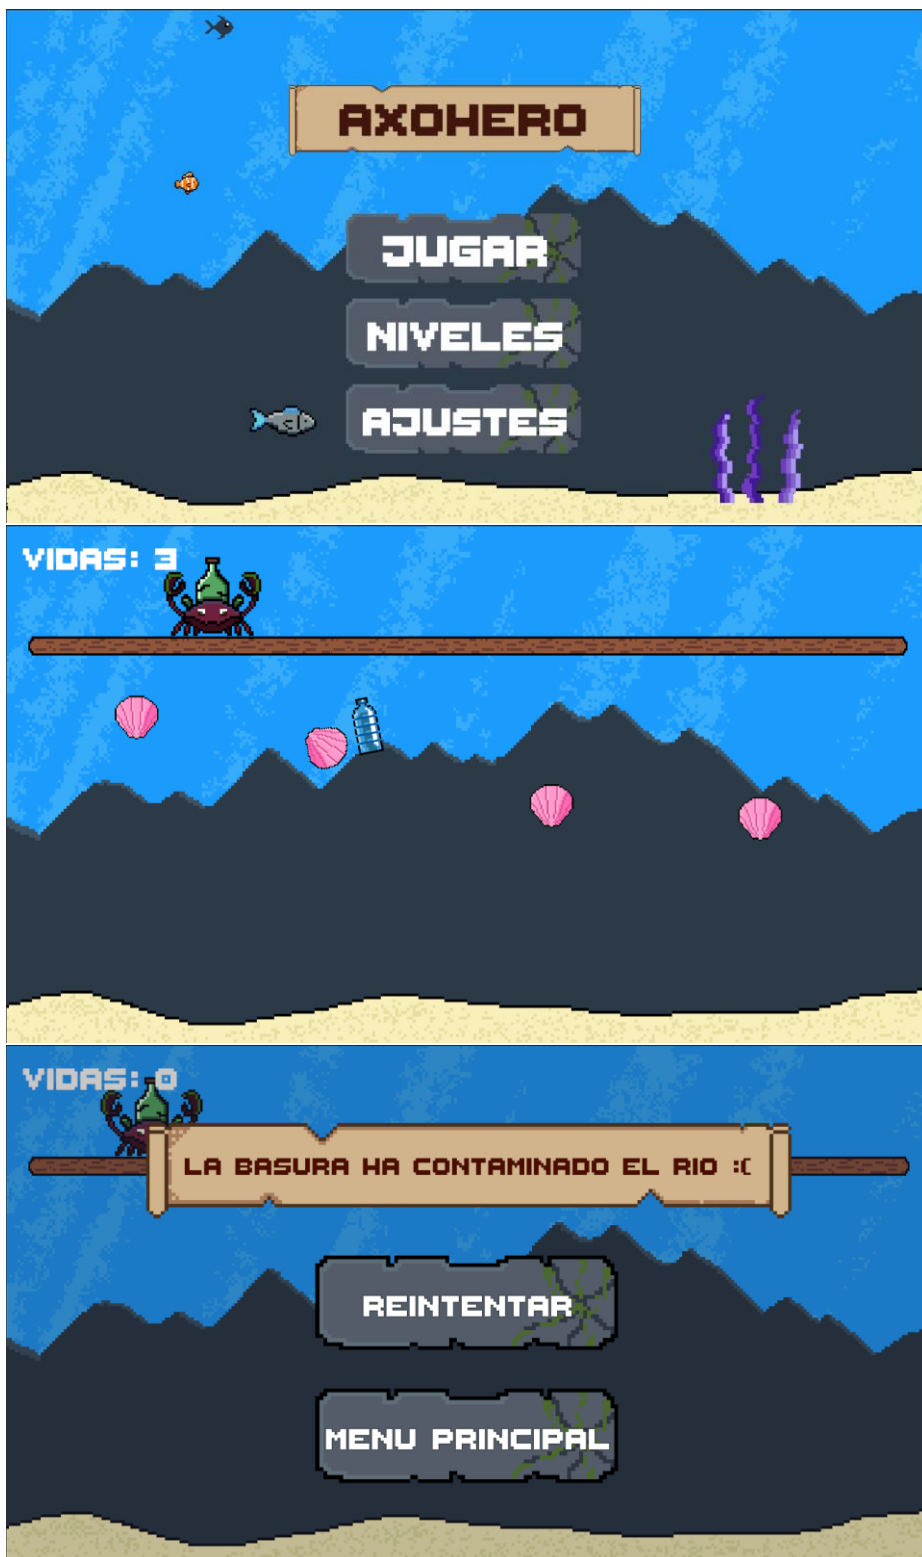 AXOHERO
JUGAR
NIVELES
AJUSTES
VIDAS: 3
VIDAS: 0
LA BASURA HA CONTAMINADO EL RIO :(
REINTENTAR
MENU PRINCIPAL